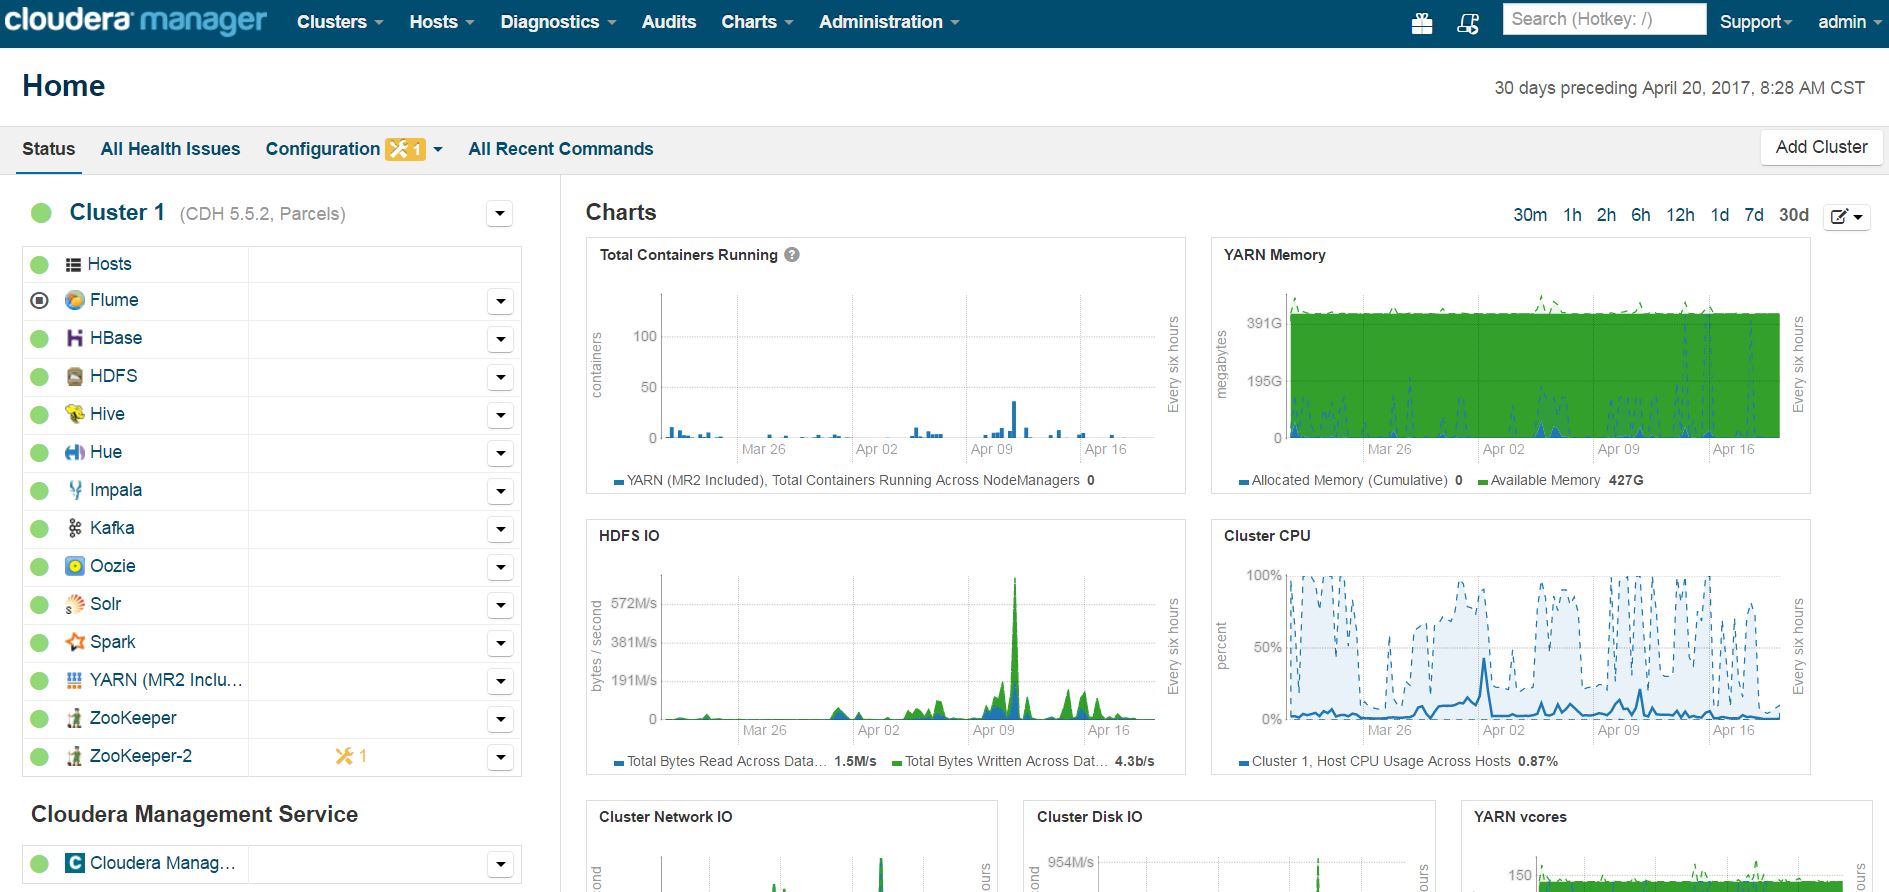 cloudera manager Clusters Hosts Diagnostics Audits Charts Administration Search (Hotkey: /) Support admin
Home
30 days preceding April 20, 2017, 8:28 AM CST
Status All Health Issues Configuration 1 All Recent Commands Add Cluster
Cluster 1 (CDH 5.5.2, Parcels)
Hosts
Flume
HBase
HDFS
Hive
Hue
Impala
Kafka
Oozie
Solr
Spark
YARN (MR2 Inclu...
ZooKeeper
ZooKeeper-2 1
Cloudera Management Service
C Cloudera Manag...
Charts
30m 1h 2h 6h 12h 1d 7d 30d
Total Containers Running ?
containers
100
50
0
Mar 26 Apr 02 Apr 09 Apr 16
Every six hours
YARN (MR2 Included), Total Containers Running Across NodeManagers 0
YARN Memory
megabytes
391G
195G
0
Mar 26 Apr 02 Apr 09 Apr 16
Every six hours
Allocated Memory (Cumulative) 0 Available Memory 427G
HDFS IO
bytes / second
572M/s
381M/s
191M/s
0
Mar 26 Apr 02 Apr 09 Apr 16
Every six hours
Total Bytes Read Across Data... 1.5M/s Total Bytes Written Across Dat... 4.3b/s
Cluster CPU
percent
100%
50%
0%
Mar 26 Apr 02 Apr 09 Apr 16
Every six hours
Cluster 1, Host CPU Usage Across Hosts 0.87%
Cluster Network IO
Cluster Disk IO
954M/s
YARN vcores
150